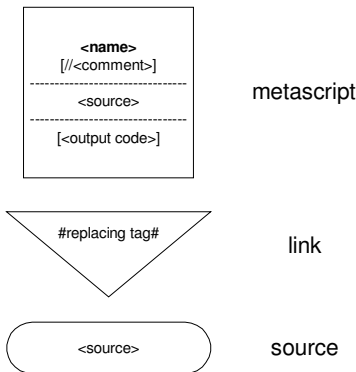 <name>
[//<comment>]
<source>
[<output code>]
metascript
#replacing tag#
link
<source>
source